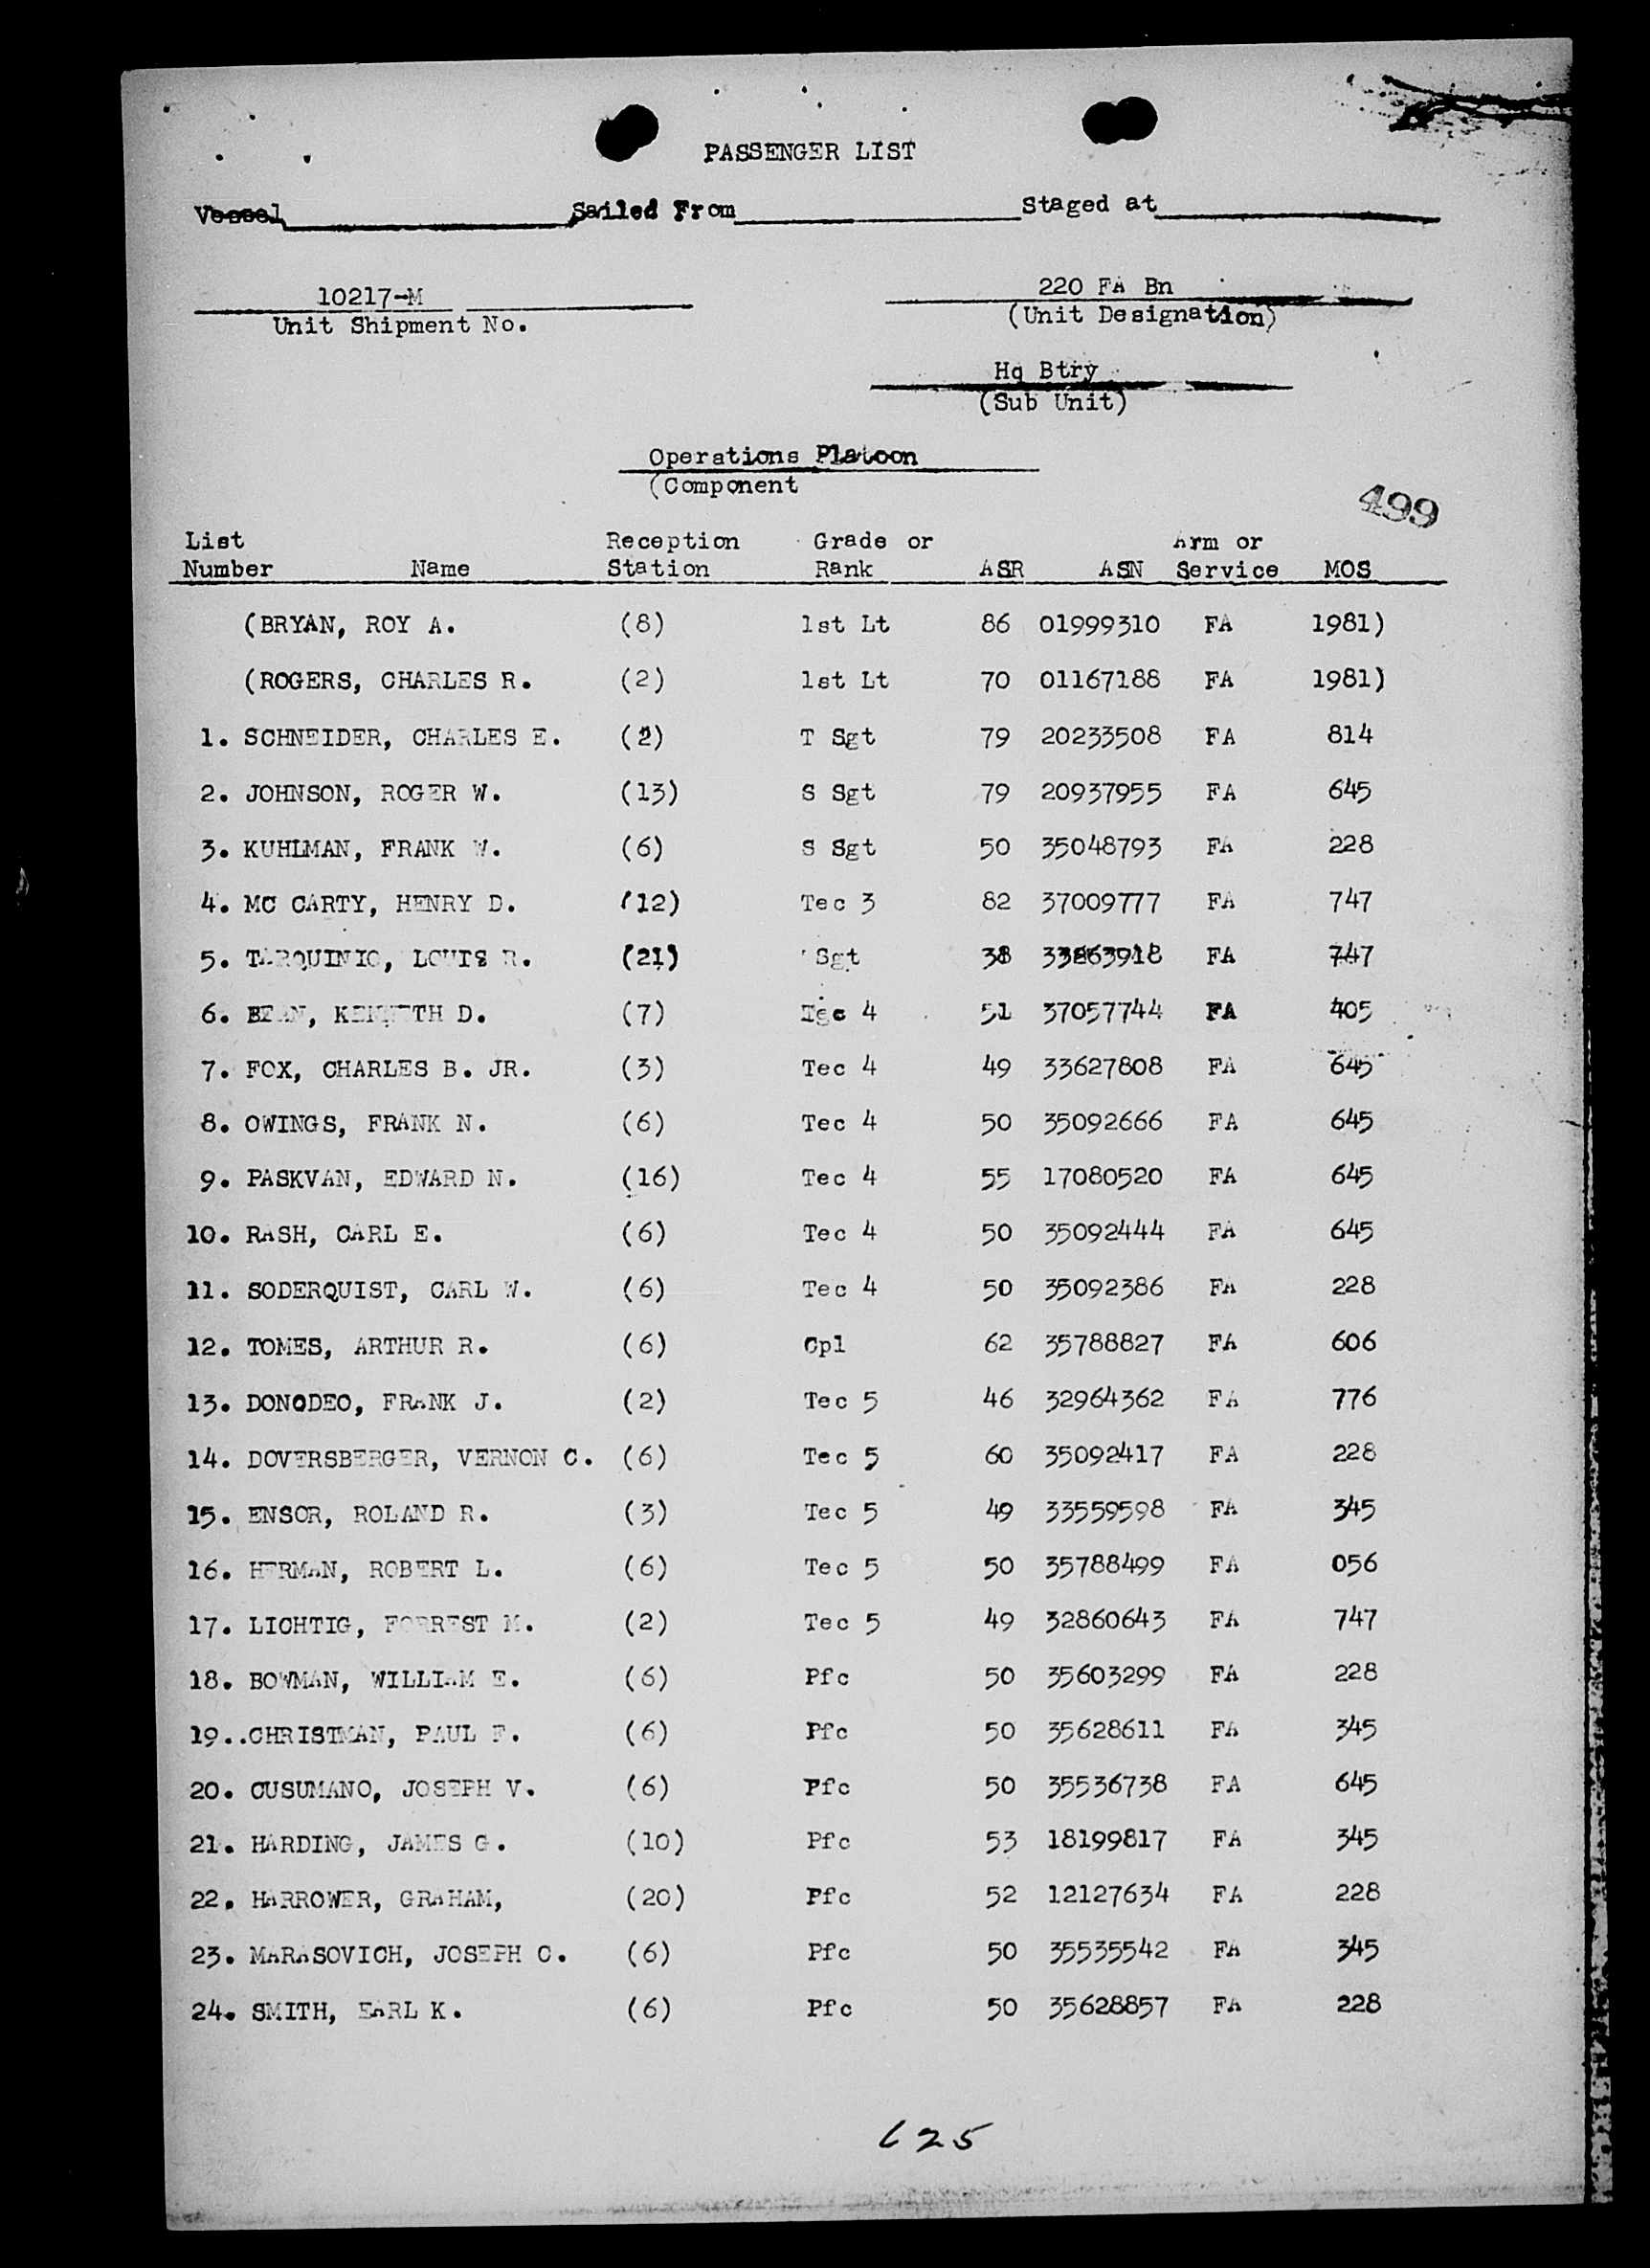 PASSENGER LIST
Vessel Sailed From Staged at
10217-M 220 FA Bn
Unit Shipment No. (Unit Designation)
Hq Btry
(Sub Unit)
Operations Platoon
(Component
499
List Reception Grade or Arm or
Number Name Station Rank ASR ASN Service MOS
(BRYAN, ROY A. (8) 1st Lt 86 01999310 FA 1981)
(ROGERS, CHARLES R. (2) 1st Lt 70 01167188 FA 1981)
1. SCHNEIDER, CHARLES E. (2) T Sgt 79 20233508 FA 814
2. JOHNSON, ROGER W. (13) S Sgt 79 20937955 FA 645
3. KUHLMAN, FRANK W. (6) S Sgt 50 35048793 FA 228
4. MC CARTY, HENRY D. (12) Tec 3 82 37009777 FA 747
5. TARQUINIO, LOUIS R. (21) Sgt 38 33863918 FA 747
6. KENNETH D. (7) Tec 4 51 37057744 FA 405
7. FOX, CHARLES B. JR. (3) Tec 4 49 33627808 FA 645
8. OWINGS, FRANK N. (6) Tec 4 50 35092666 FA 645
9. PASKVAN, EDWARD N. (16) Tec 4 55 17080520 FA 645
10. RASH, CARL E. (6) Tec 4 50 35092444 FA 645
11. SODERQUIST, CARL W. (6) Tec 4 50 35092386 FA 228
12. TOMES, ARTHUR R. (6) Cpl 62 35788827 FA 606
13. DONODEO, FRANK J. (2) Tec 5 46 32964362 FA 776
14. DOVERSBERGER, VERNON C. (6) Tec 5 60 35092417 FA 228
15. ENSOR, ROLAND R. (3) Tec 5 49 33559598 FA 345
16. HERMAN, ROBERT L. (6) Tec 5 50 35788499 FA 056
17. LICHTIG, FORREST M. (2) Tec 5 49 32860643 FA 747
18. BOWMAN, WILLIAM E. (6) Pfc 50 35603299 FA 228
19..CHRISTMAN, PAUL F. (6) Pfc 50 35628611 FA 345
20. CUSUMANO, JOSEPH V. (6) Pfc 50 35536738 FA 645
21. HARDING, JAMES G. (10) Pfc 53 18199817 FA 345
22. HARROWER, GRAHAM, (20) Pfc 52 12127634 FA 228
23. MARASOVICH, JOSEPH C. (6) Pfc 50 35535542 FA 345
24. SMITH, EARL K. (6) Pfc 50 35628857 FA 228
625